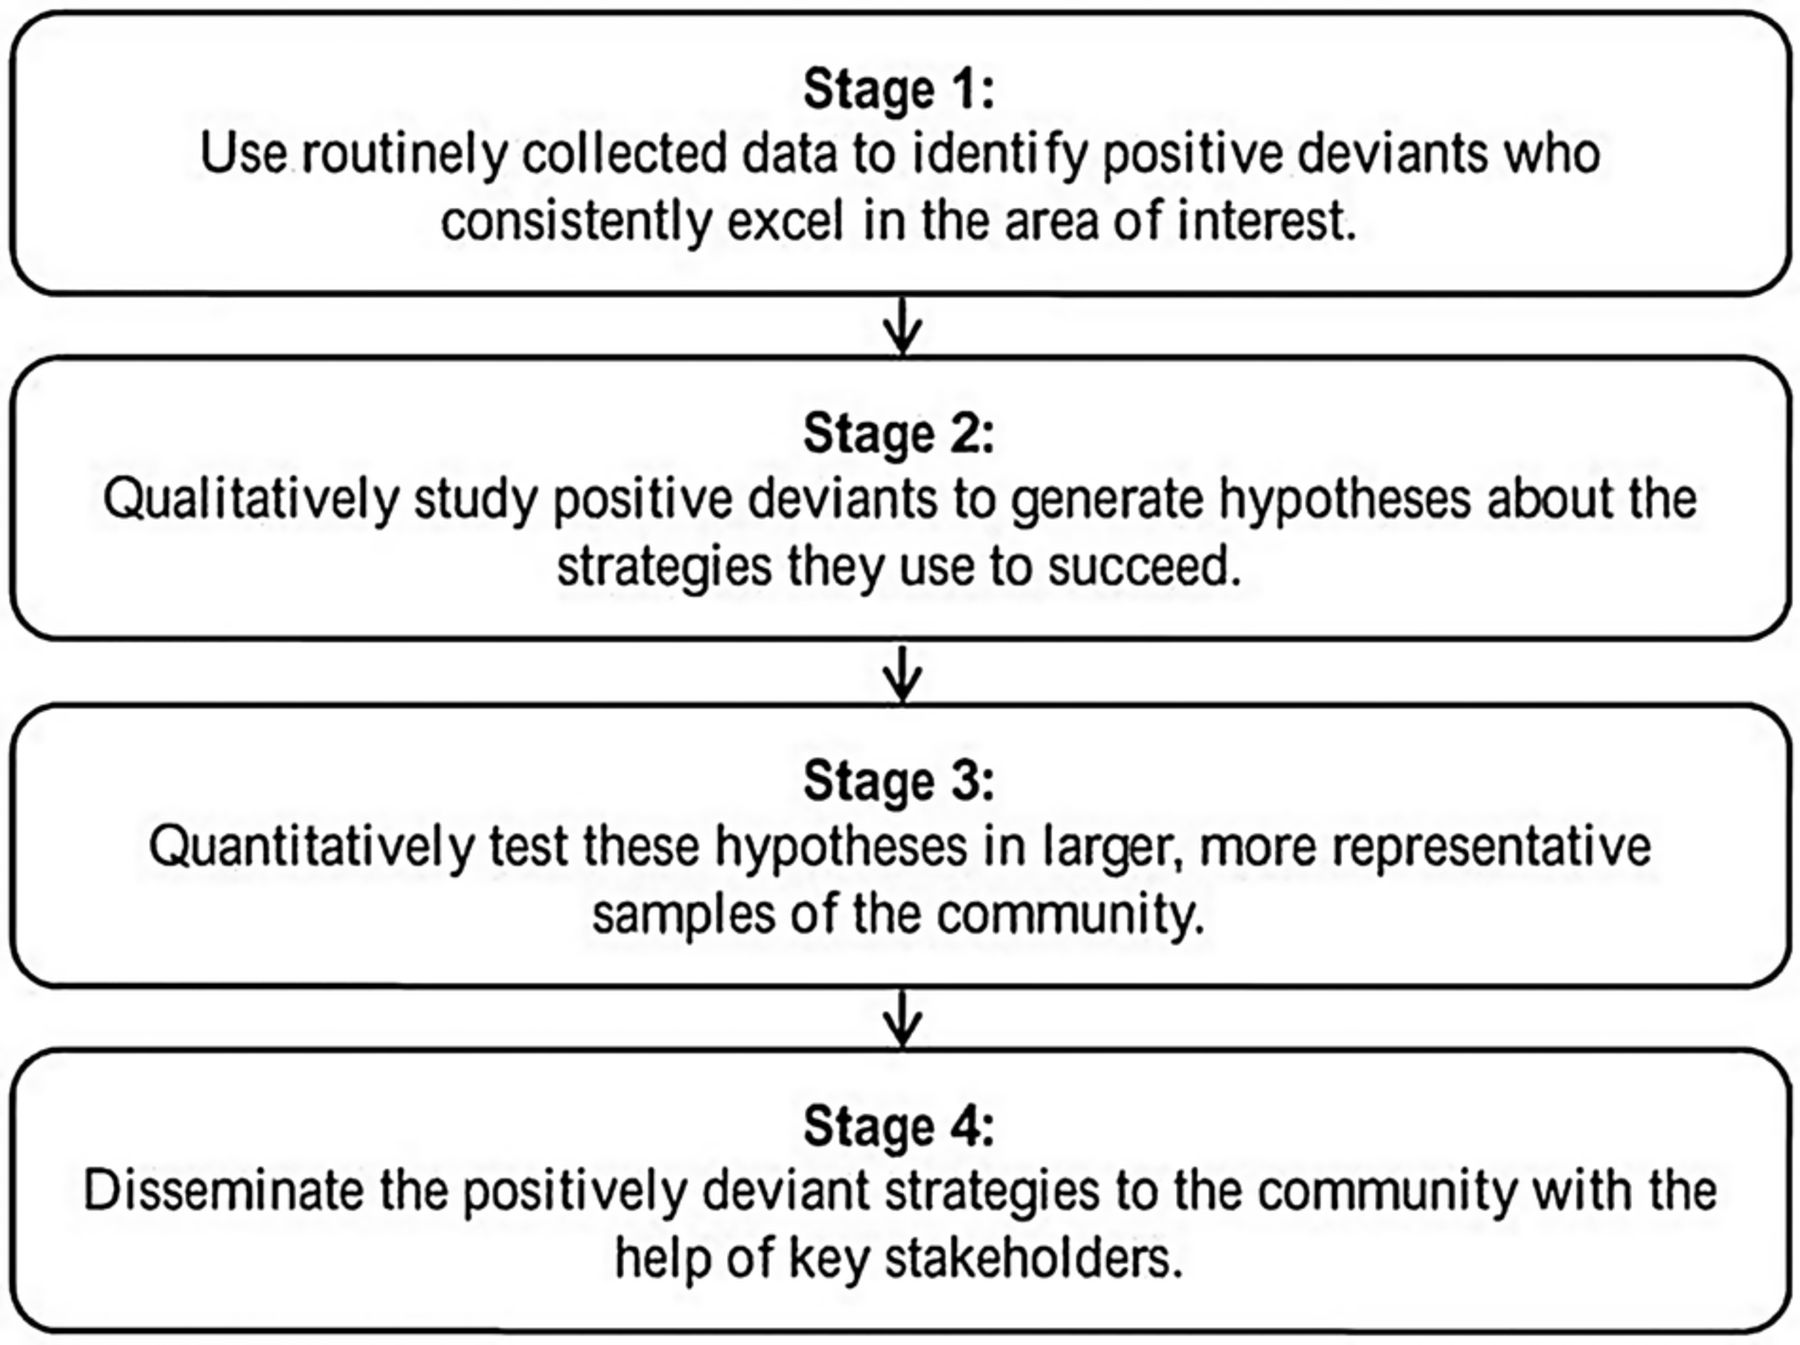 Stage 1:
Use routinely collected data to identify positive deviants who
consistently excel in the area of interest.
Stage 2:
Qualitatively study positive deviants to generate hypotheses about the
strategies they use to succeed.
Stage 3:
Quantitatively test these hypotheses in larger, more representative
samples of the community.
Stage 4:
Disseminate the positively deviant strategies to the community with the
help of key stakeholders.